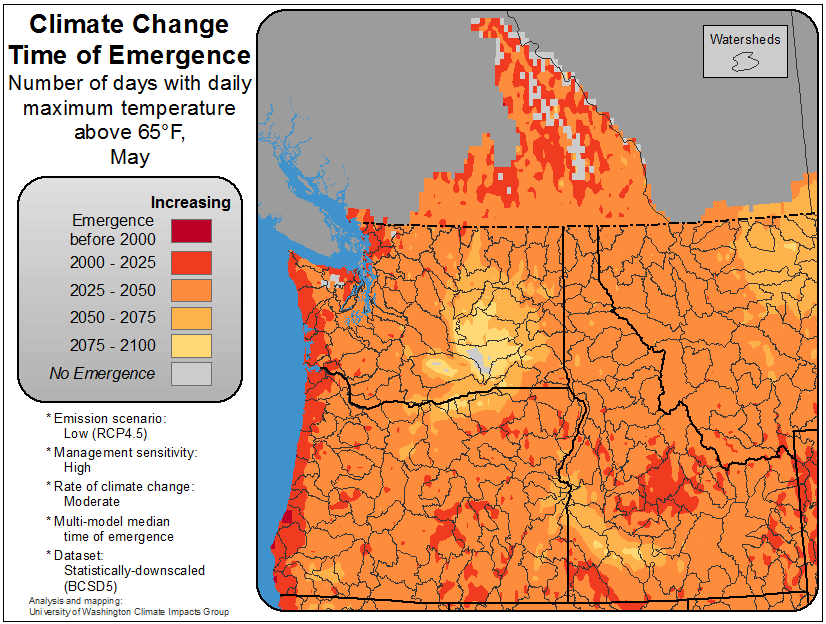 Climate Change
Time of Emergence
Number of days with daily
maximum temperature
above 65°F,
May
Increasing
Emergence
before 2000
2000 - 2025
2025 - 2050
2050 - 2075
2075 - 2100
No Emergence
* Emission scenario:
Low (RCP4.5)
* Management sensitivity:
High
* Rate of climate change:
Moderate
* Multi-model median
time of emergence
* Dataset:
Statistically-downscaled
(BCSD5)
Analysis and mapping:
University of Washington Climate Impacts Group
Watersheds